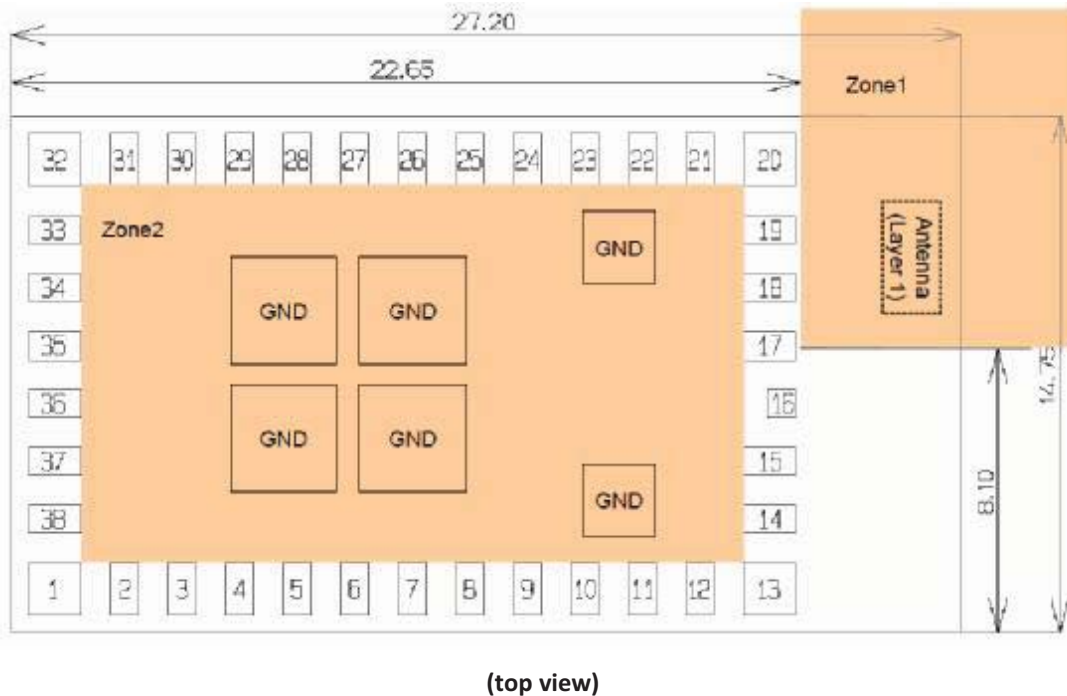 27.20
22.65
Zone1
32 31 30 29 28 27 26 25 24 23 22 21 20
33 Zone2 GND 19
34 GND GND 18
Antenna
(Layer 1)
35 17
14.75
36 16
GND GND
37 15
8.10
38 GND 14
1 2 3 4 5 6 7 8 9 10 11 12 13
(top view)